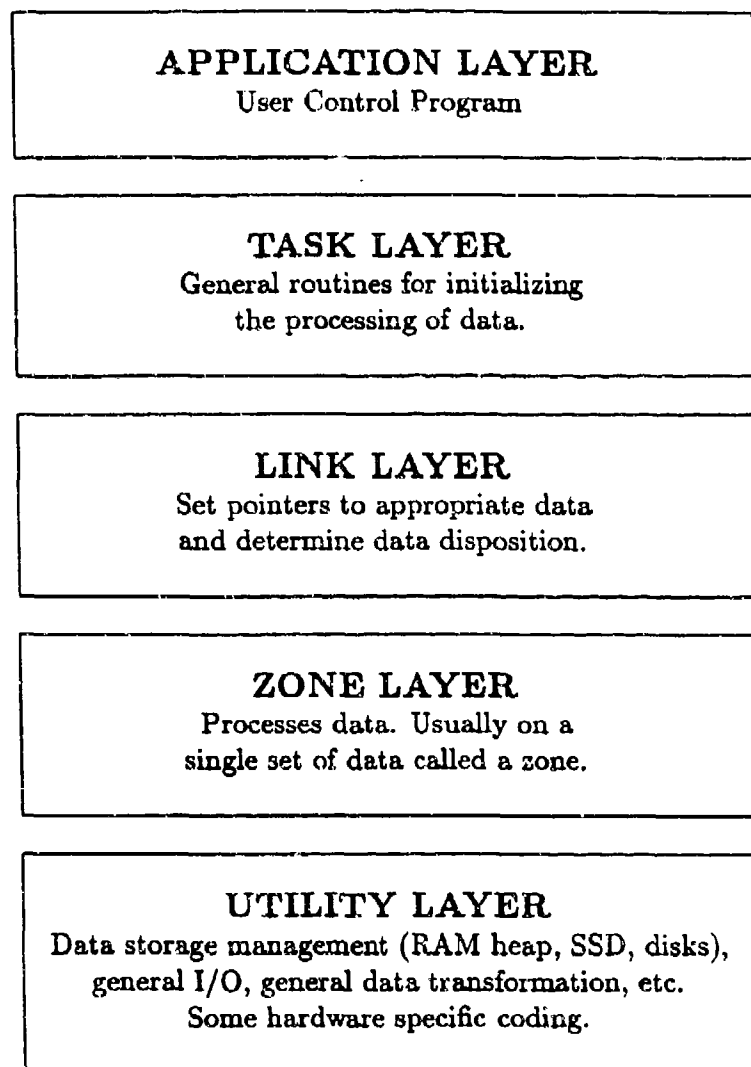 APPLICATION LAYER
User Control Program
TASK LAYER
General routines for initializing
the processing of data.
LINK LAYER
Set pointers to appropriate data
and determine data disposition.
ZONE LAYER
Processes data. Usually on a
single set of data called a zone.
UTILITY LAYER
Data storage management (RAM heap, SSD, disks),
general I/O, general data transformation, etc.
Some hardware specific coding.